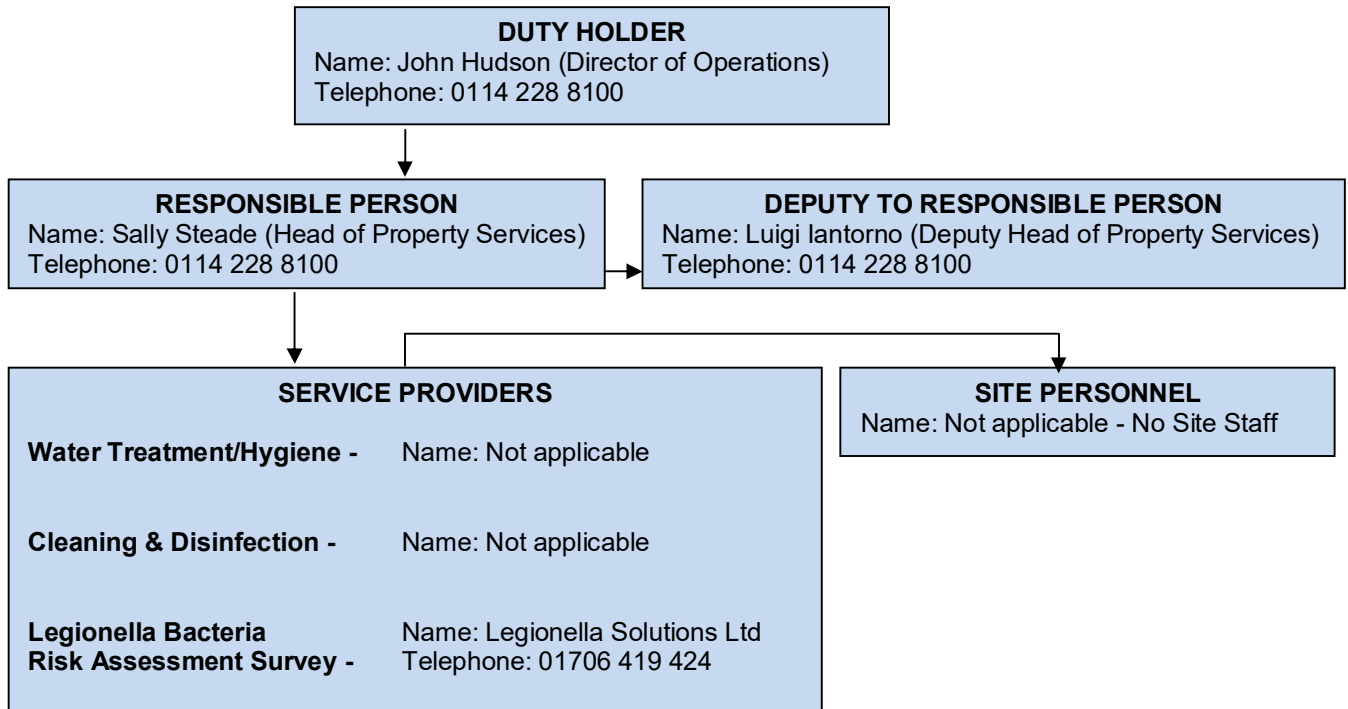 DUTY HOLDER
Name: John Hudson (Director of Operations)
Telephone: 0114 228 8100
RESPONSIBLE PERSON
Name: Sally Steade (Head of Property Services)
Telephone: 0114 228 8100
DEPUTY TO RESPONSIBLE PERSON
Name: Luigi Iantorno (Deputy Head of Property Services)
Telephone: 0114 228 8100
SERVICE PROVIDERS
Water Treatment/Hygiene - Name: Not applicable
Cleaning & Disinfection - Name: Not applicable
Legionella Bacteria Name: Legionella Solutions Ltd
Risk Assessment Survey - Telephone: 01706 419 424
SITE PERSONNEL
Name: Not applicable - No Site Staff